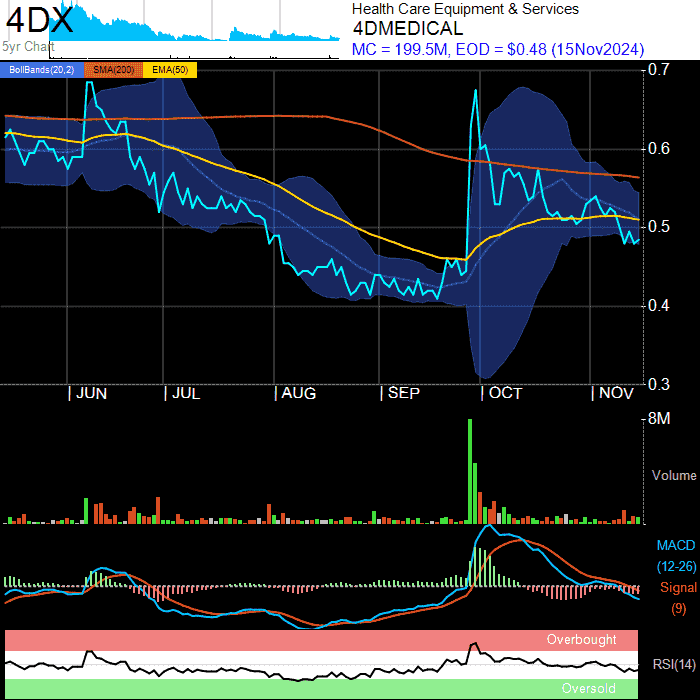 4DX
5yr Chart
Health Care Equipment & Services
4DMEDICAL
MC = 199.5M, EOD = $0.48 (15Nov2024)
BollBands(20,2) SMA(200) EMA(50)
0.7
0.6
0.5
0.4
0.3
JUN JUL AUG SEP OCT NOV
8M
Volume
MACD
(12-26)
Signal
(9)
Overbought
RSI(14)
Oversold